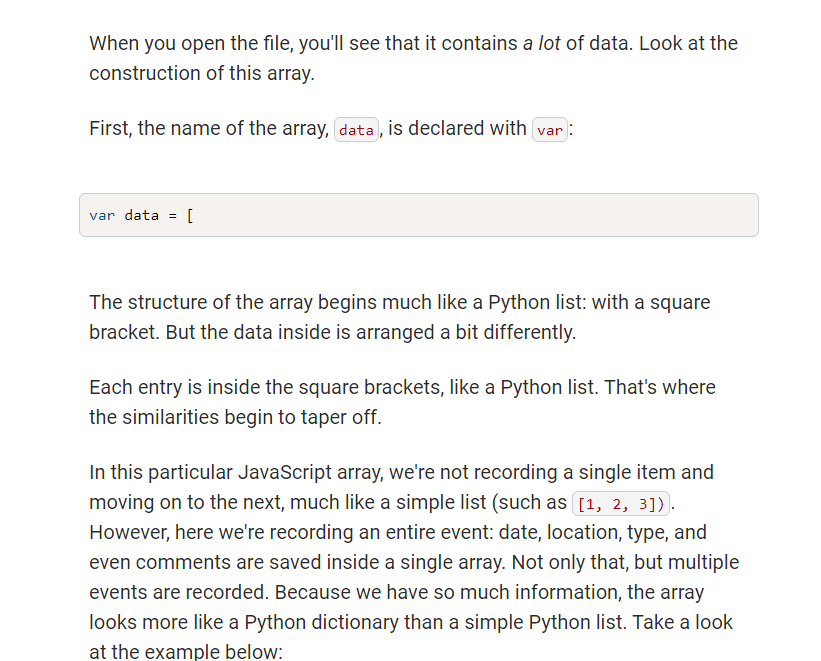 When you open the file, you'll see that it contains a lot of data. Look at the
construction of this array.
First, the name of the array, data, is declared with var:
var data = [
The structure of the array begins much like a Python list: with a square
bracket. But the data inside is arranged a bit differently.
Each entry is inside the square brackets, like a Python list. That's where
the similarities begin to taper off.
In this particular JavaScript array, we're not recording a single item and
moving on to the next, much like a simple list (such as [1, 2, 3]).
However, here we're recording an entire event: date, location, type, and
even comments are saved inside a single array. Not only that, but multiple
events are recorded. Because we have so much information, the array
looks more like a Python dictionary than a simple Python list. Take a look
at the example below: